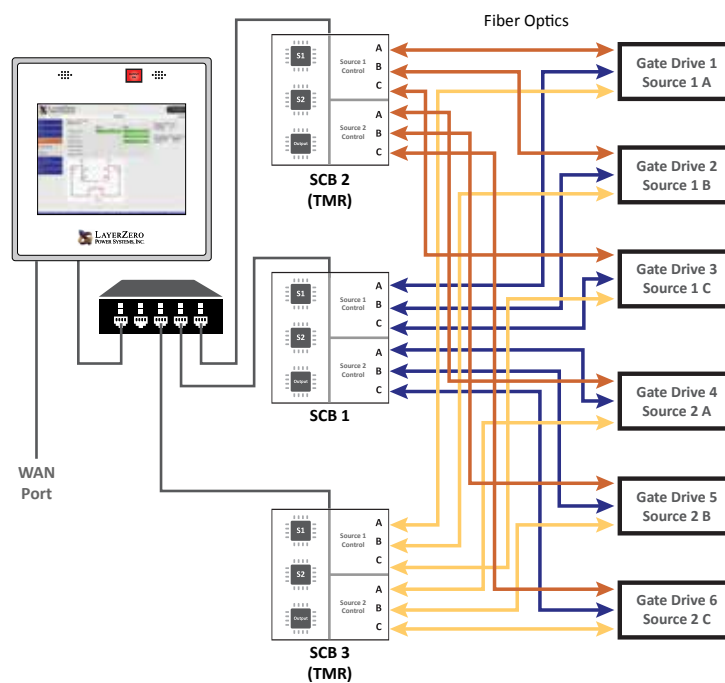 Fiber Optics
LAYERZERO
POWER SYSTEMS, INC.
WAN
Port
S1
S2
Output
Source 1
Control
Source 2
Control
A
B
C
A
B
C
SCB 2
(TMR)
S1
S2
Output
Source 1
Control
Source 2
Control
A
B
C
A
B
C
SCB 1
S1
S2
Output
Source 1
Control
Source 2
Control
A
B
C
A
B
C
SCB 3
(TMR)
Gate Drive 1
Source 1 A
Gate Drive 2
Source 1 B
Gate Drive 3
Source 1 C
Gate Drive 4
Source 2 A
Gate Drive 5
Source 2 B
Gate Drive 6
Source 2 C